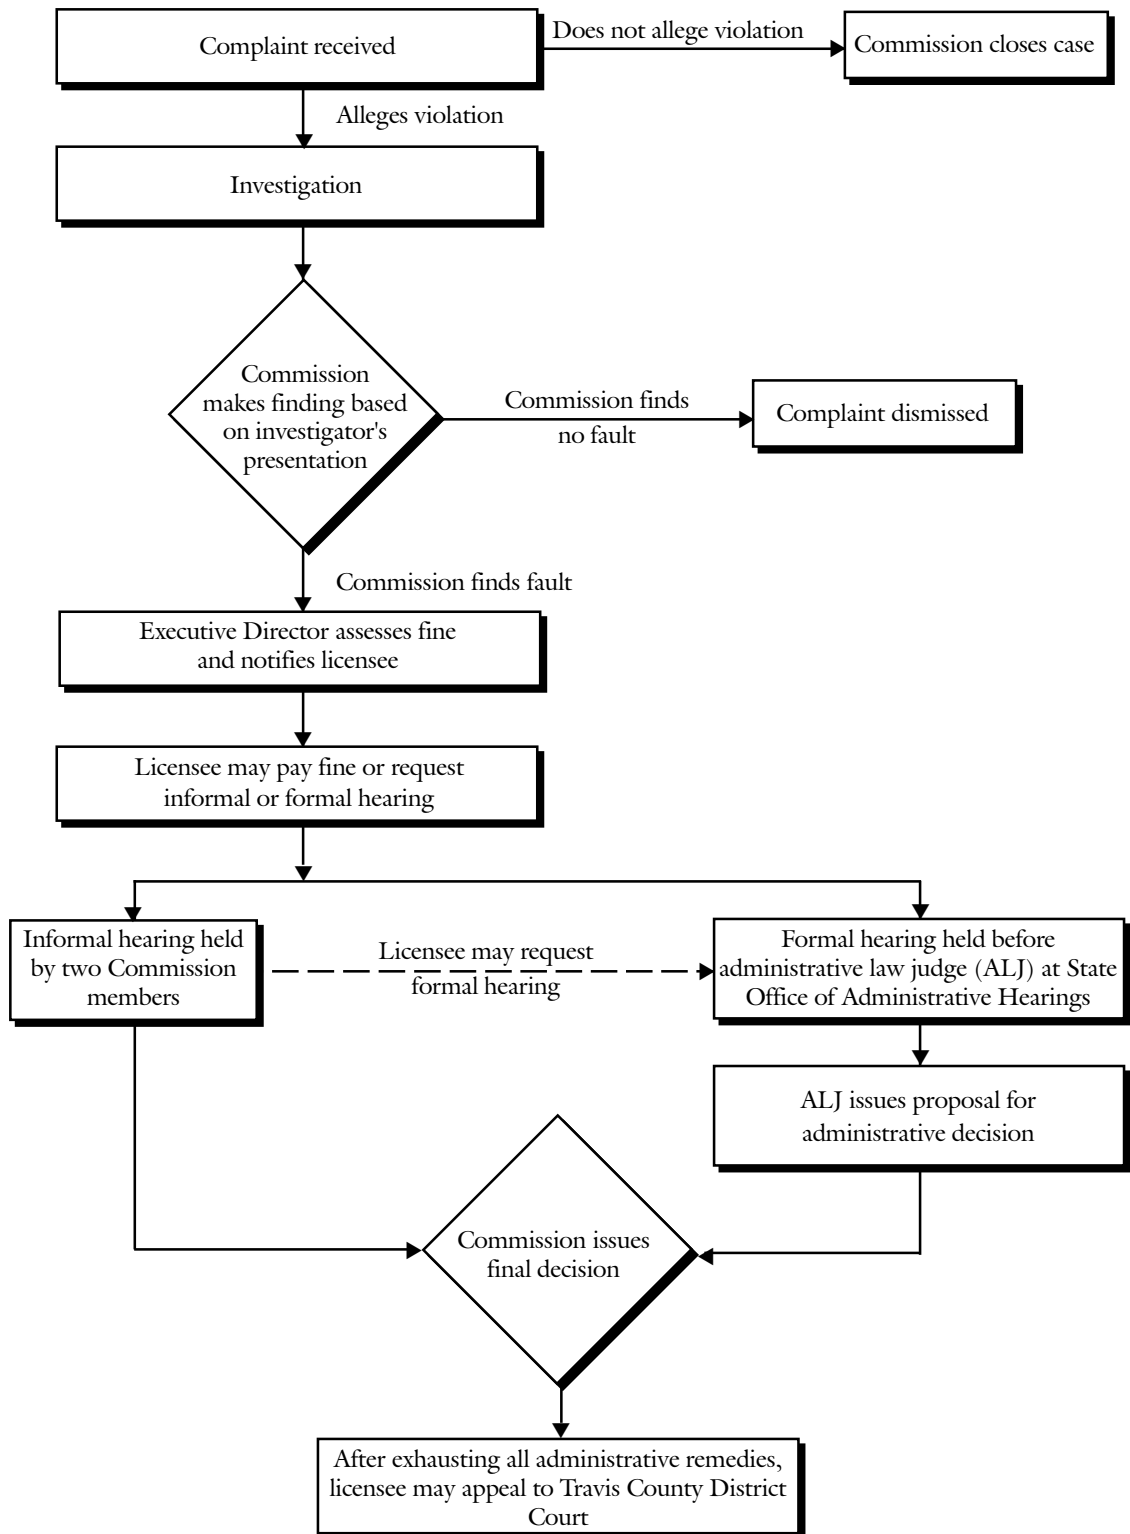 Complaint received
Does not allege violation
Commission closes case
Alleges violation
Investigation
Commission
makes finding based
on investigator's
presentation
Commission finds
no fault
Complaint dismissed
Commission finds fault
Executive Director assesses fine
and notifies licensee
Licensee may pay fine or request
informal or formal hearing
Informal hearing held
by two Commission
members
Licensee may request
formal hearing
Formal hearing held before
administrative law judge (ALJ) at State
Office of Administrative Hearings
ALJ issues proposal for
administrative decision
Commission issues
final decision
After exhausting all administrative remedies,
licensee may appeal to Travis County District
Court